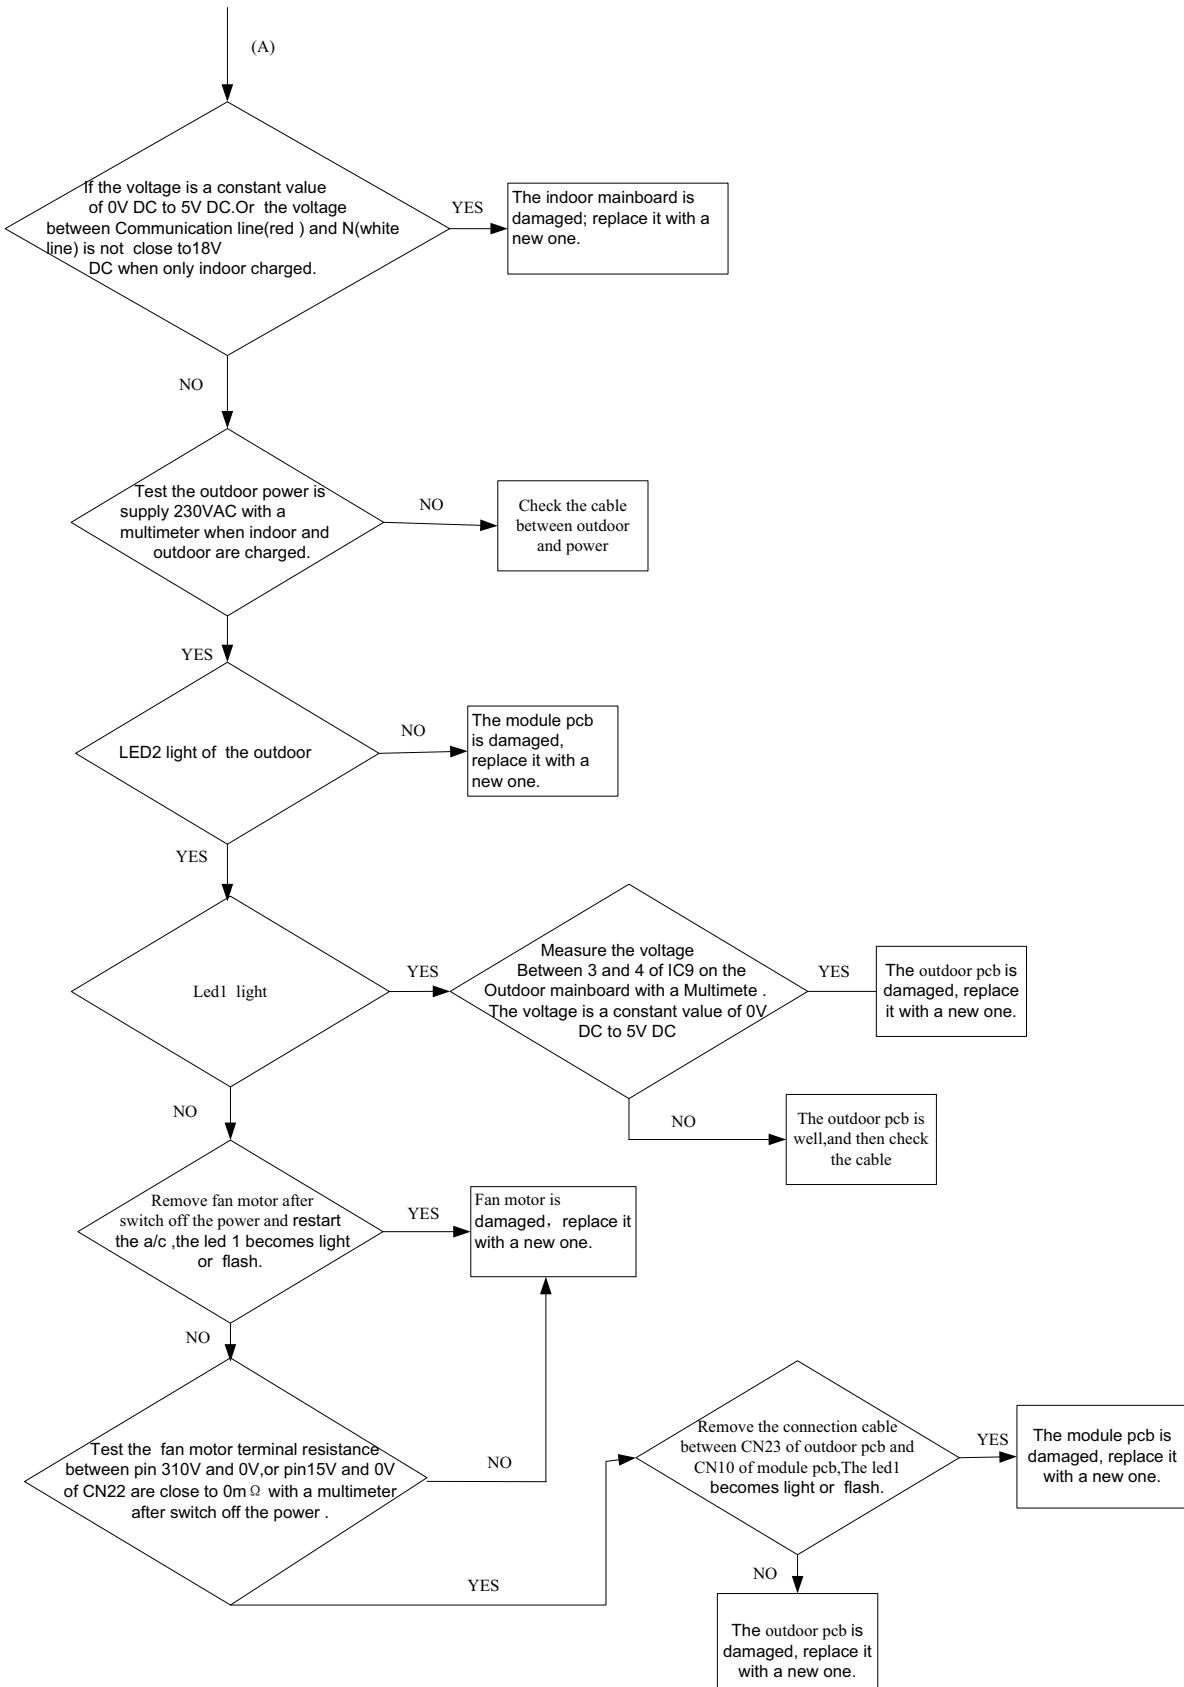 (A)
If the voltage is a constant value
of 0V DC to 5V DC.Or the voltage
between Communication line(red ) and N(white
line) is not close to18V
DC when only indoor charged.
YES
The indoor mainboard is
damaged; replace it with a
new one.
NO
Test the outdoor power is
supply 230VAC with a
multimeter when indoor and
outdoor are charged.
NO
Check the cable
between outdoor
and power
YES
LED2 light of the outdoor
NO
The module pcb
is damaged,
replace it with a
new one.
YES
Led1 light
YES
Measure the voltage
Between 3 and 4 of IC9 on the
Outdoor mainboard with a Multimete .
The voltage is a constant value of 0V
DC to 5V DC
YES
The outdoor pcb is
damaged, replace
it with a new one.
NO
The outdoor pcb is
well,and then check
the cable
NO
Remove fan motor after
switch off the power and restart
the a/c ,the led 1 becomes light
or flash.
YES
Fan motor is
damaged，replace it
with a new one.
NO
Test the fan motor terminal resistance
between pin 310V and 0V,or pin15V and 0V
of CN22 are close to 0mΩ with a multimeter
after switch off the power .
NO
YES
Remove the connection cable
between CN23 of outdoor pcb and
CN10 of module pcb,The led1
becomes light or flash.
YES
The module pcb is
damaged, replace it
with a new one.
NO
The outdoor pcb is
damaged, replace it
with a new one.